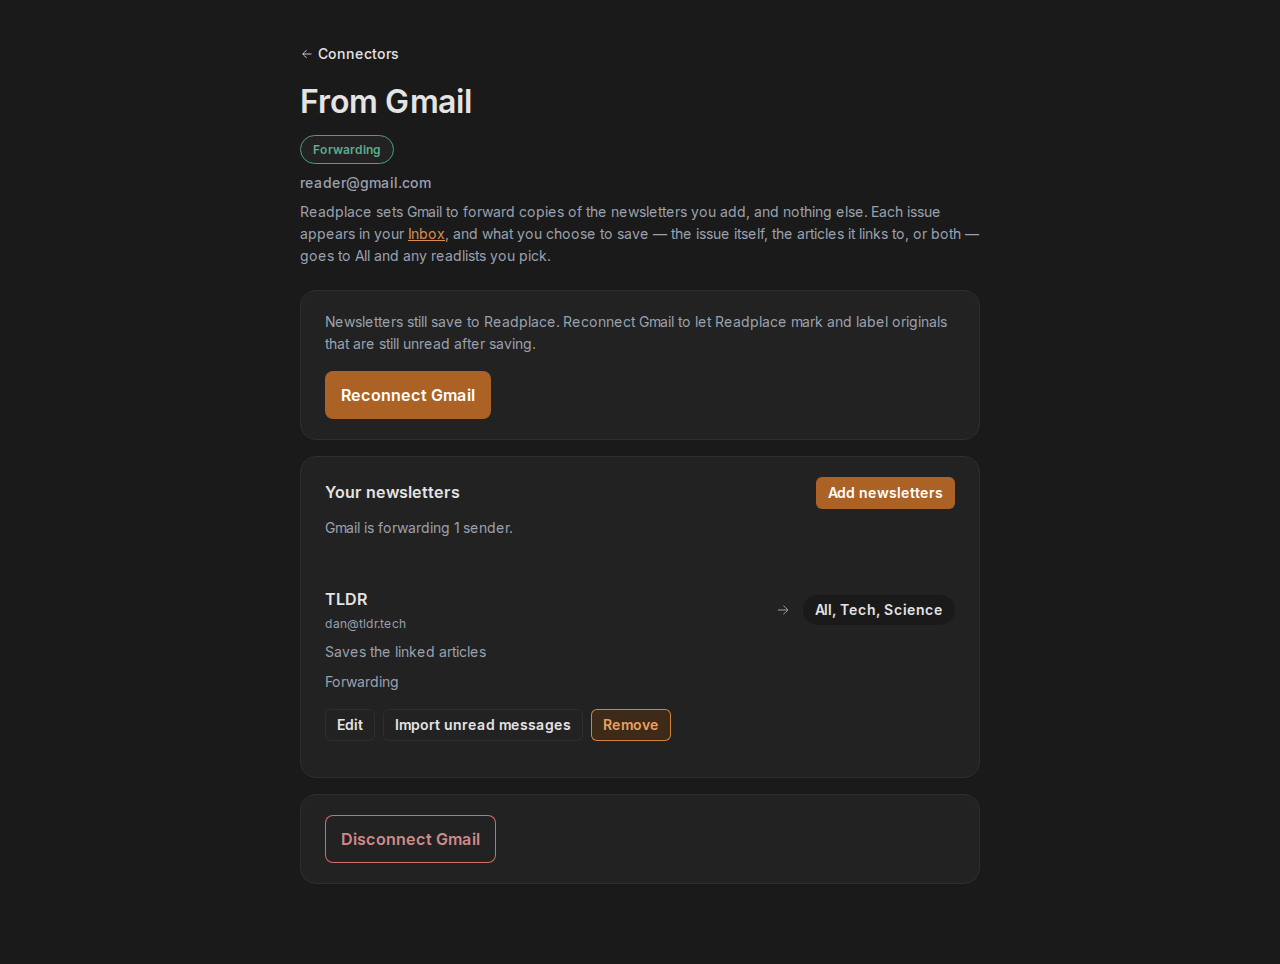 ← Connectors
From Gmail
Forwarding
reader@gmail.com
Readplace sets Gmail to forward copies of the newsletters you add, and nothing else. Each issue
appears in your Inbox, and what you choose to save — the issue itself, the articles it links to, or both —
goes to All and any readlists you pick.
Newsletters still save to Readplace. Reconnect Gmail to let Readplace mark and label originals
that are still unread after saving.
Reconnect Gmail
Your newsletters
Add newsletters
Gmail is forwarding 1 sender.
TLDR
→ All, Tech, Science
dan@tldr.tech
Saves the linked articles
Forwarding
Edit Import unread messages Remove
Disconnect Gmail